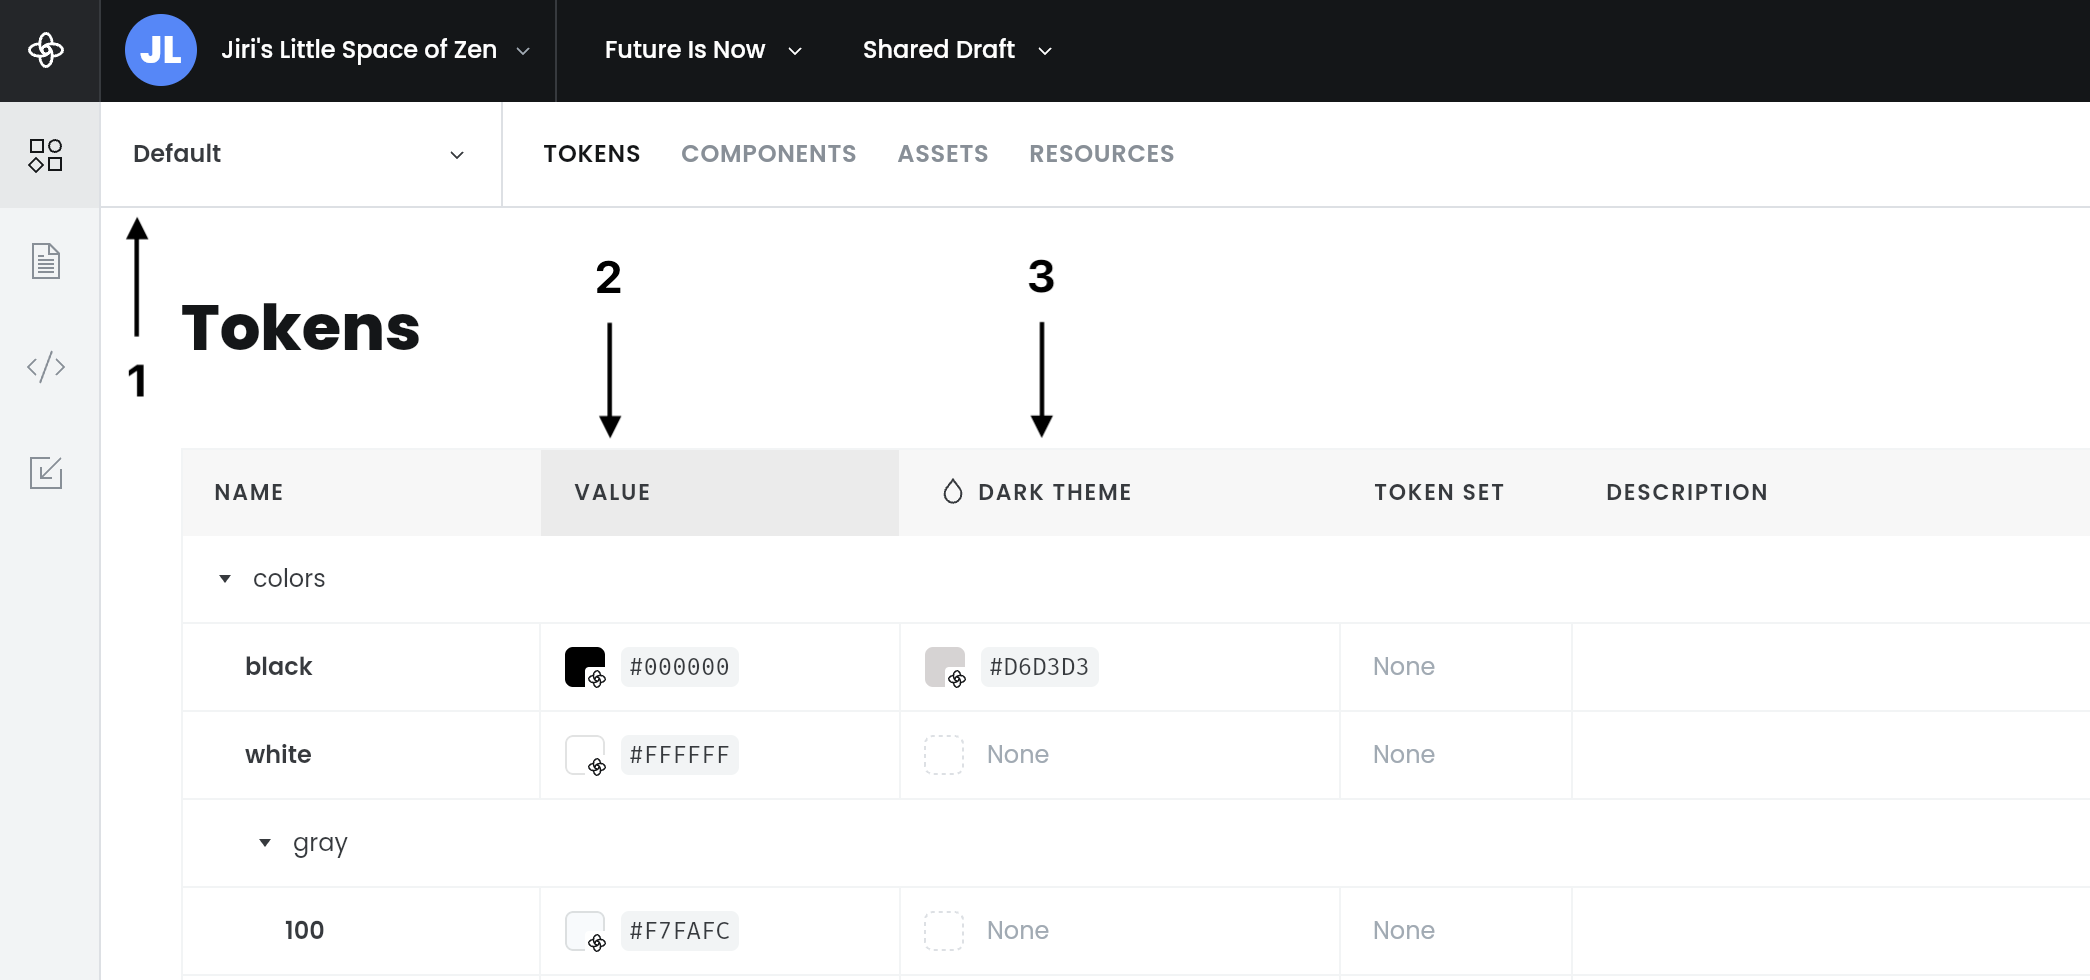 JL Jiri's Little Space of Zen Future Is Now Shared Draft
Default TOKENS COMPONENTS ASSETS RESOURCES
2 3
Tokens
1
NAME VALUE DARK THEME TOKEN SET DESCRIPTION
colors
black #000000 #D6D3D3 None
white #FFFFFF None None
gray
100 #F7FAFC None None